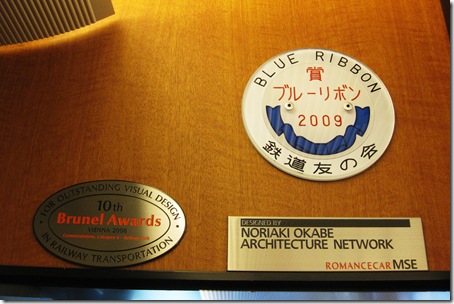 BLUE RIBBON
賞
ブルーリボン
2009
鉄道友の会
FOR OUTSTANDING VISUAL DESIGN
10th
Brunel Awards
VIENNA 2008
IN RAILWAY TRANSPORTATION
DESIGNED BY
NORIAKI OKABE
ARCHITECTURE NETWORK
ROMANCECAR MSE